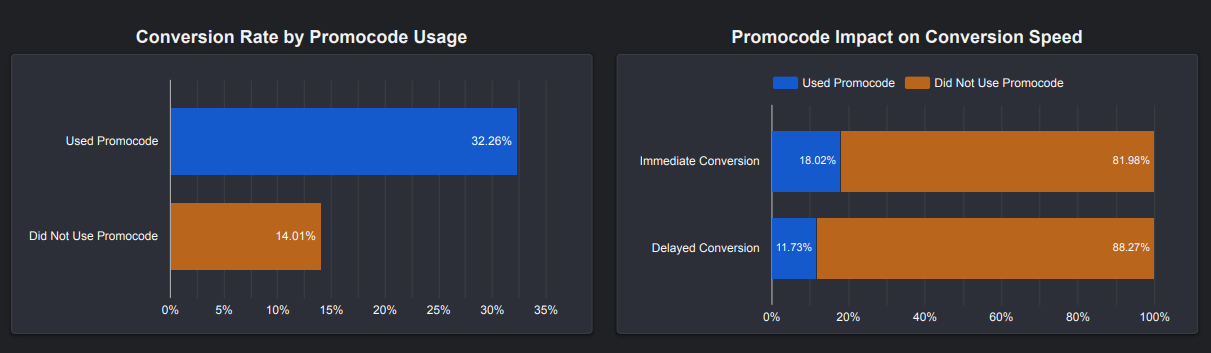 Conversion Rate by Promocode Usage
Used Promocode
32.26%
Did Not Use Promocode
14.01%
0% 5% 10% 15% 20% 25% 30% 35%
Promocode Impact on Conversion Speed
Used Promocode Did Not Use Promocode
Immediate Conversion
18.02% 81.98%
Delayed Conversion
11.73% 88.27%
0% 20% 40% 60% 80% 100%